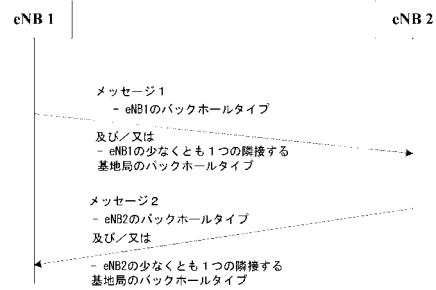 eNB 1
eNB 2
メッセージ1
- eNB1のバックホールタイプ
及び/又は
- eNB1の少なくとも1つの隣接する
基地局のバックホールタイプ
メッセージ2
- eNB2のバックホールタイプ
及び/又は
- eNB2の少なくとも1つの隣接する
基地局のバックホールタイプ